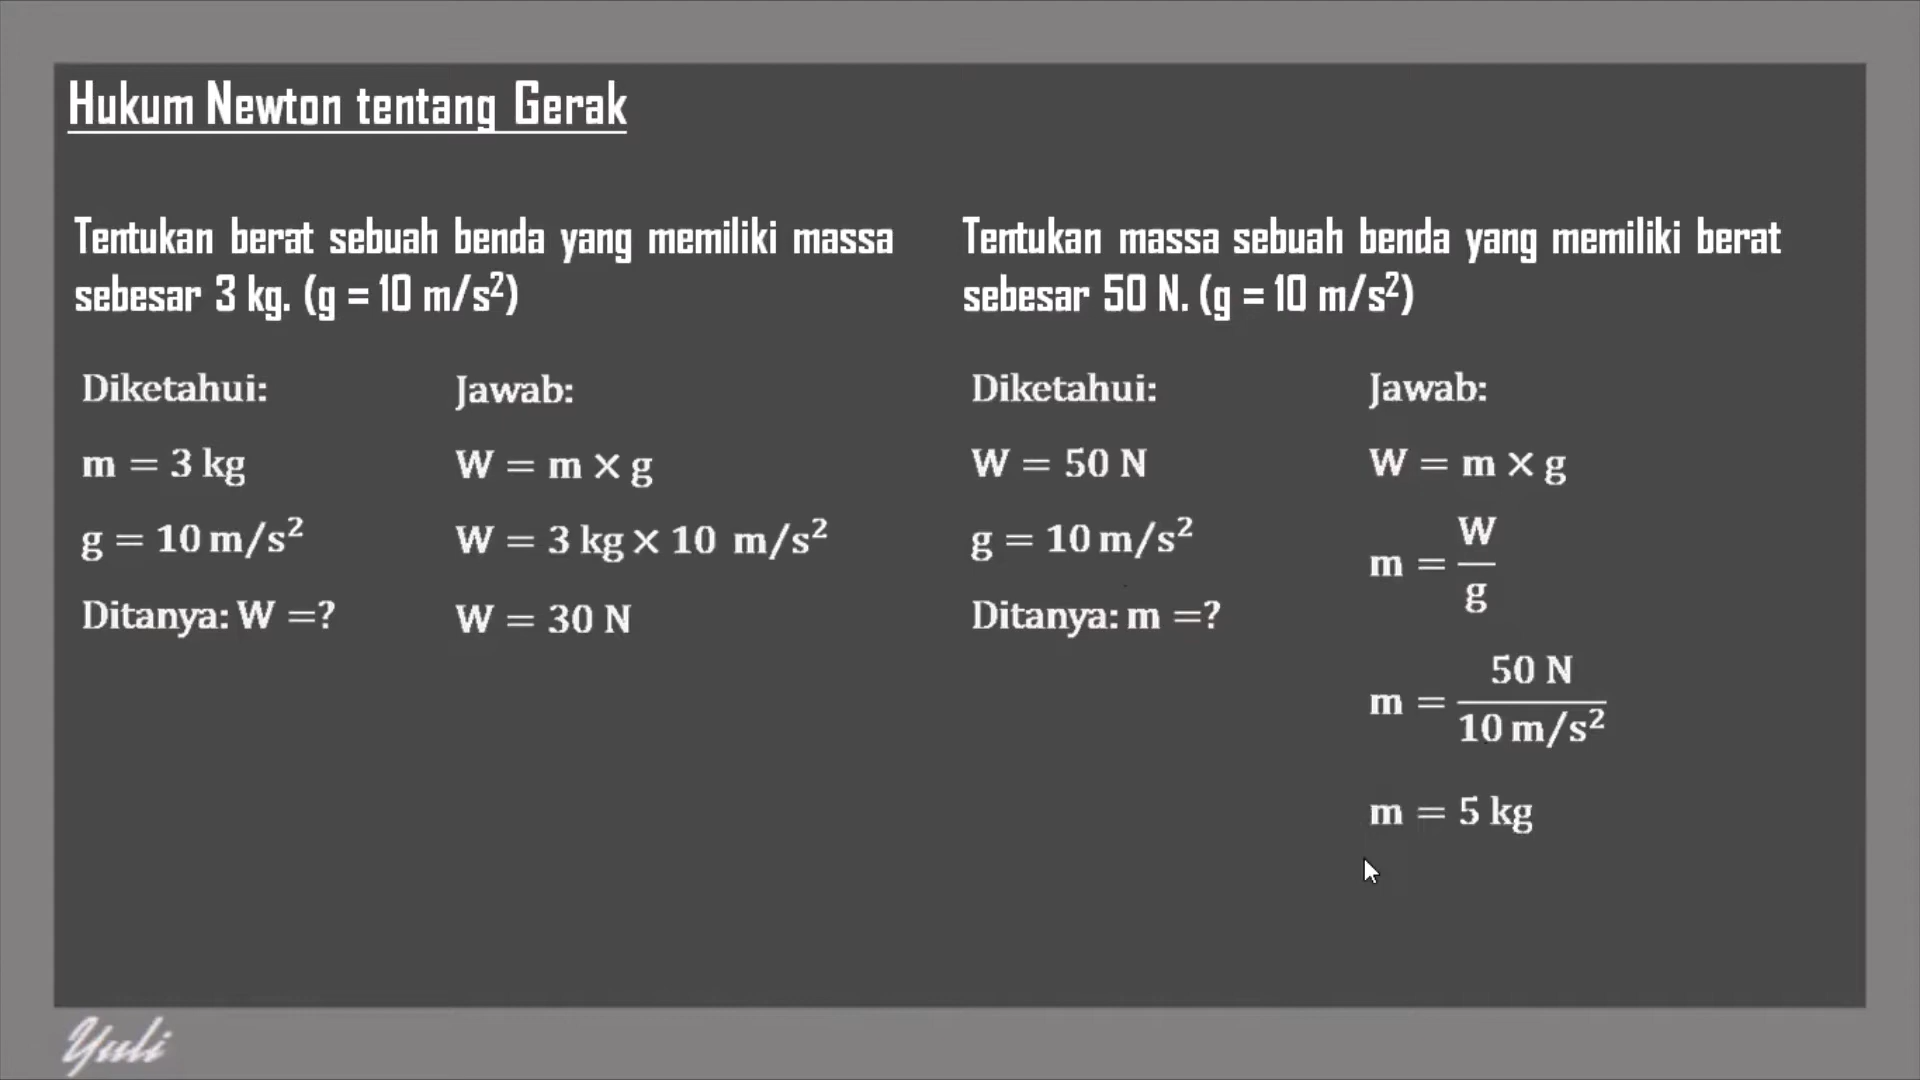 Hukum Newton tentang Gerak
Tentukan berat sebuah benda yang memiliki massa
sebesar 3 kg. (g = 10 m/s²)
Diketahui:
m = 3 kg
g = 10 m/s²
Ditanya: W =?
Jawab:
W = m × g
W = 3 kg × 10 m/s²
W = 30 N
Tentukan massa sebuah benda yang memiliki berat
sebesar 50 N. (g = 10 m/s²)
Diketahui:
W = 50 N
g = 10 m/s²
Ditanya: m =?
Jawab:
W = m × g
m = W/g
m = 50 N/10 m/s²
m = 5 kg
Yuli